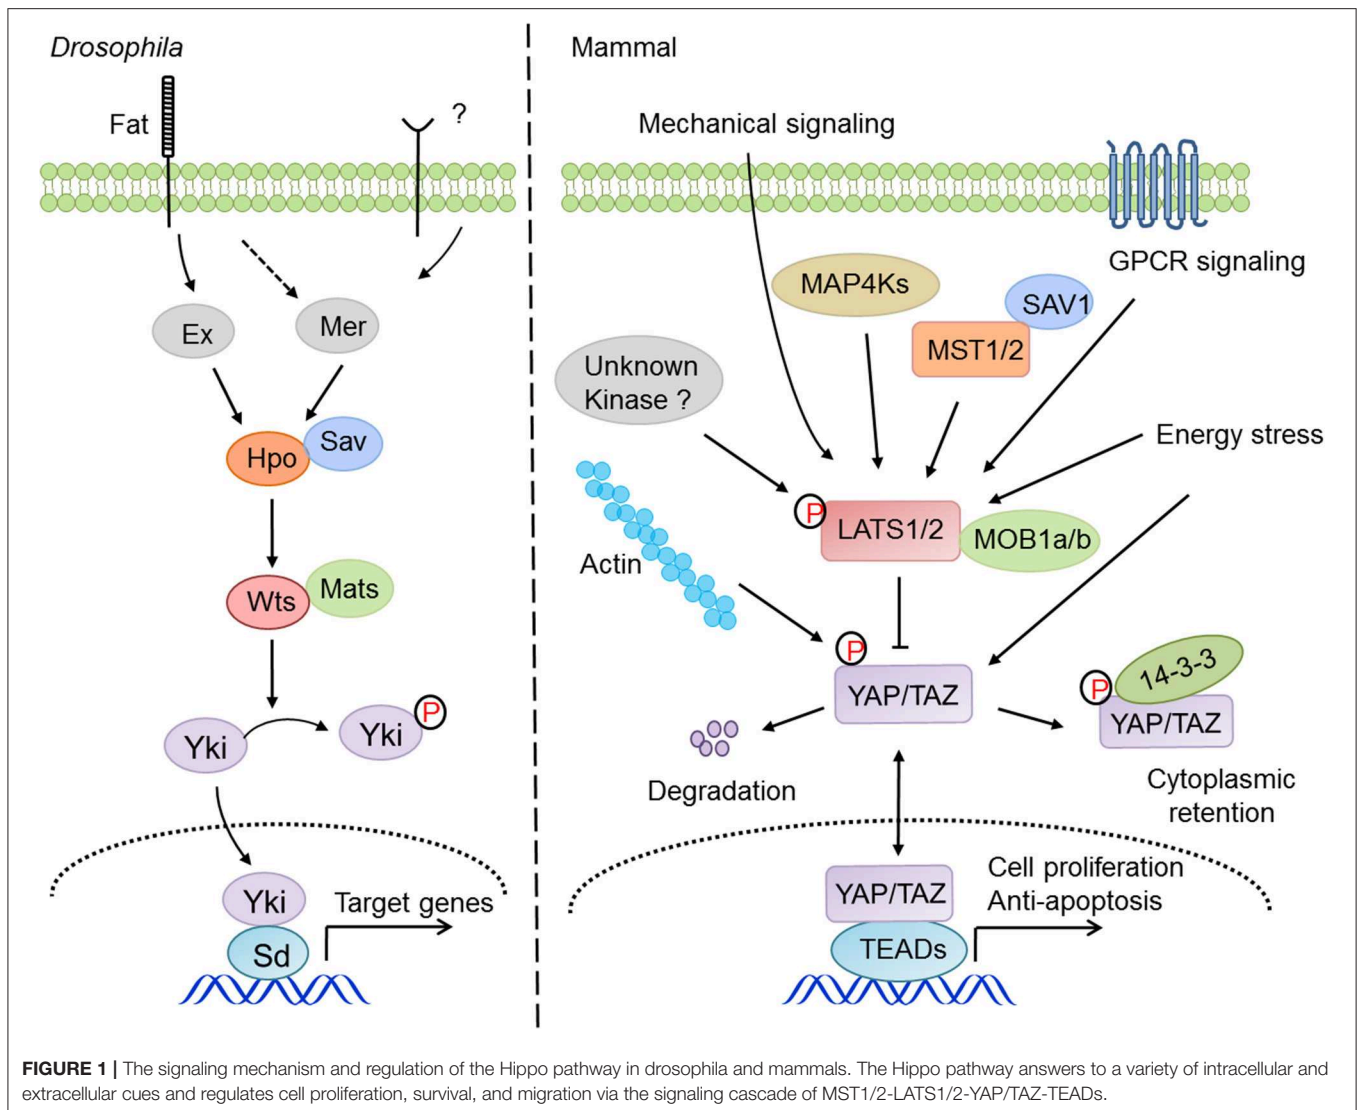 Drosophila
Fat
?
Ex
Mer
Hpo
Sav
Wts
Mats
Yki
Yki
P
Yki
Sd
Target genes
Mammal
Mechanical signaling
GPCR signaling
MAP4Ks
SAV1
MST1/2
Unknown
Kinase ?
Energy stress
P
LATS1/2
MOB1a/b
Actin
P
YAP/TAZ
14-3-3
P
YAP/TAZ
Degradation
Cytoplasmic
retention
YAP/TAZ
TEADs
Cell proliferation
Anti-apoptosis
FIGURE 1 | The signaling mechanism and regulation of the Hippo pathway in drosophila and mammals. The Hippo pathway answers to a variety of intracellular and
extracellular cues and regulates cell proliferation, survival, and migration via the signaling cascade of MST1/2-LATS1/2-YAP/TAZ-TEADs.